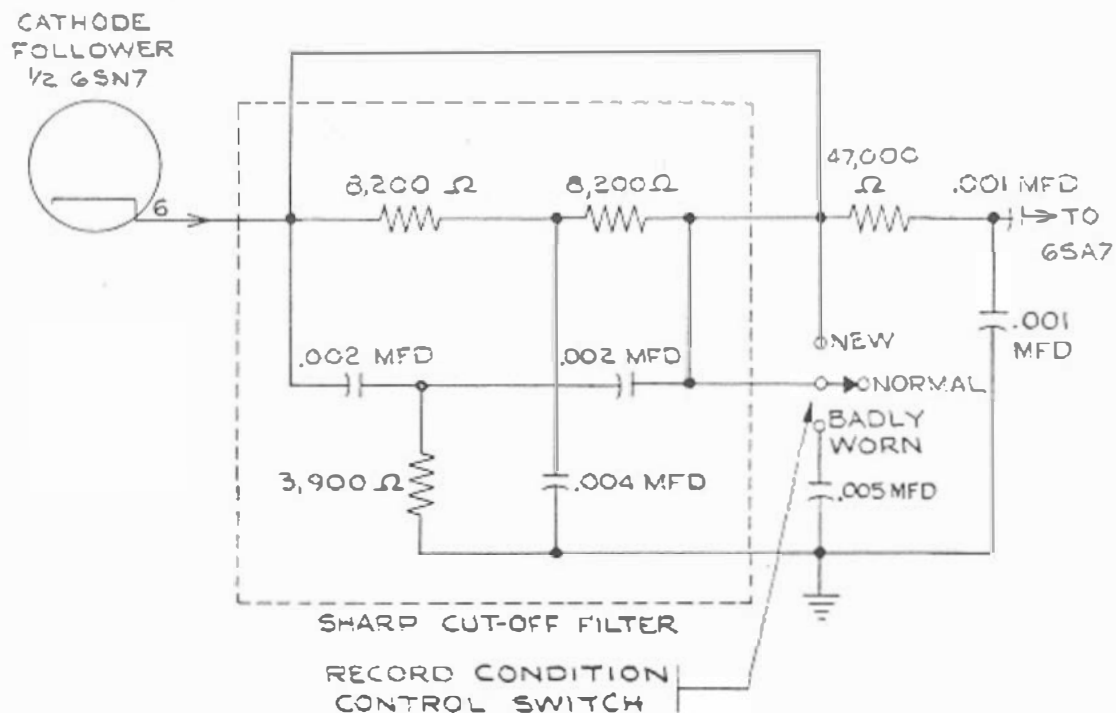 CATHODE
FOLLOWER
1/2 6SN7
6
8,200 Ω
8,200 Ω
47,000
Ω
.001 MFD
TO
6SA7
.001
MFD
.002 MFD
.002 MFD
NEW
NORMAL
BADLY
WORN
3,900 Ω
.004 MFD
.005 MFD
SHARP CUT-OFF FILTER
RECORD CONDITION
CONTROL SWITCH